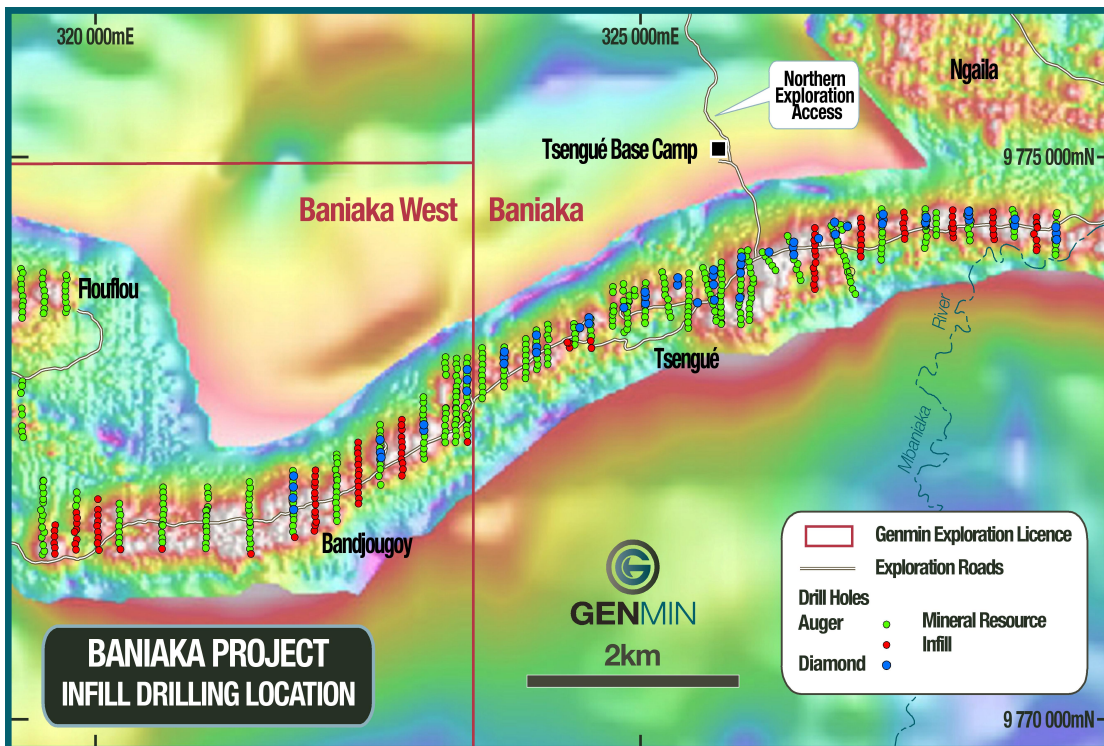 320 000mE
325 000mE
Ngaila
Northern
Exploration
Access
Tsengué Base Camp
9 775 000mN
Baniaka West
Baniaka
Flouflou
River
Tsengué
Mbaniaka
Bandjougoy
GENMIN
2km
BANIAKA PROJECT
INFILL DRILLING LOCATION
Genmin Exploration Licence
Exploration Roads
Drill Holes
Auger Mineral Resource
Infill
Diamond
9 770 000mN